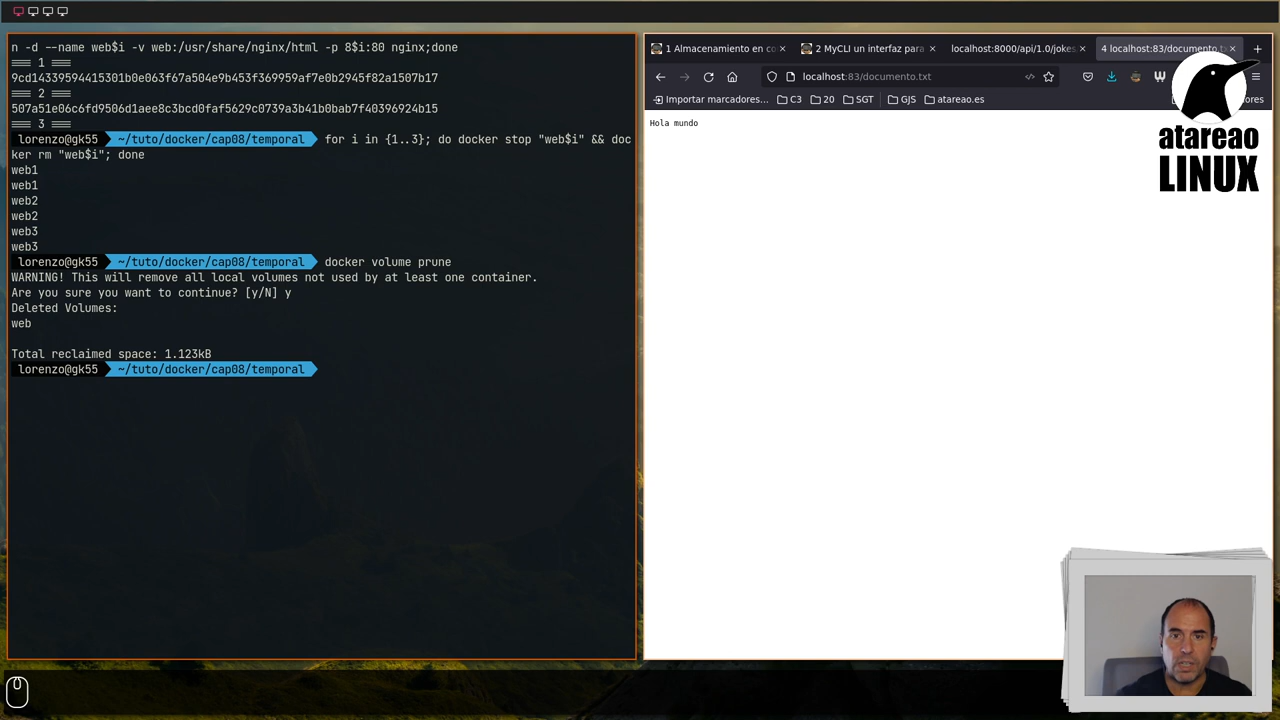 n -d --name web$i -v web:/usr/share/nginx/html -p 8$i:80 nginx;done
=== 1 ===
9cd14339594415301b0e063f67a504e9b453f369959af7e0b2945f82a1507b17
=== 2 ===
507a51e06c6fd9506d1aee8c3bcd0faf5629c0739a3b41b0bab7f40396924b15
=== 3 ===
lorenzo@gk55 ~/tuto/docker/cap08/temporal for i in {1..3}; do docker stop "web$i" && doc
ker rm "web$i"; done
web1
web1
web2
web2
web3
web3
lorenzo@gk55 ~/tuto/docker/cap08/temporal docker volume prune
WARNING! This will remove all local volumes not used by at least one container.
Are you sure you want to continue? [y/N] y
Deleted Volumes:
web
Total reclaimed space: 1.123kB
lorenzo@gk55 ~/tuto/docker/cap08/temporal
1 Almacenamiento en co
2 MyCLI un interfaz para
localhost:8000/api/1.0/jokes
4 localhost:83/documento.t
localhost:83/documento.txt
Importar marcadores... C3 20 SGT GJS atareao.es
Hola mundo
atareao
LINUX